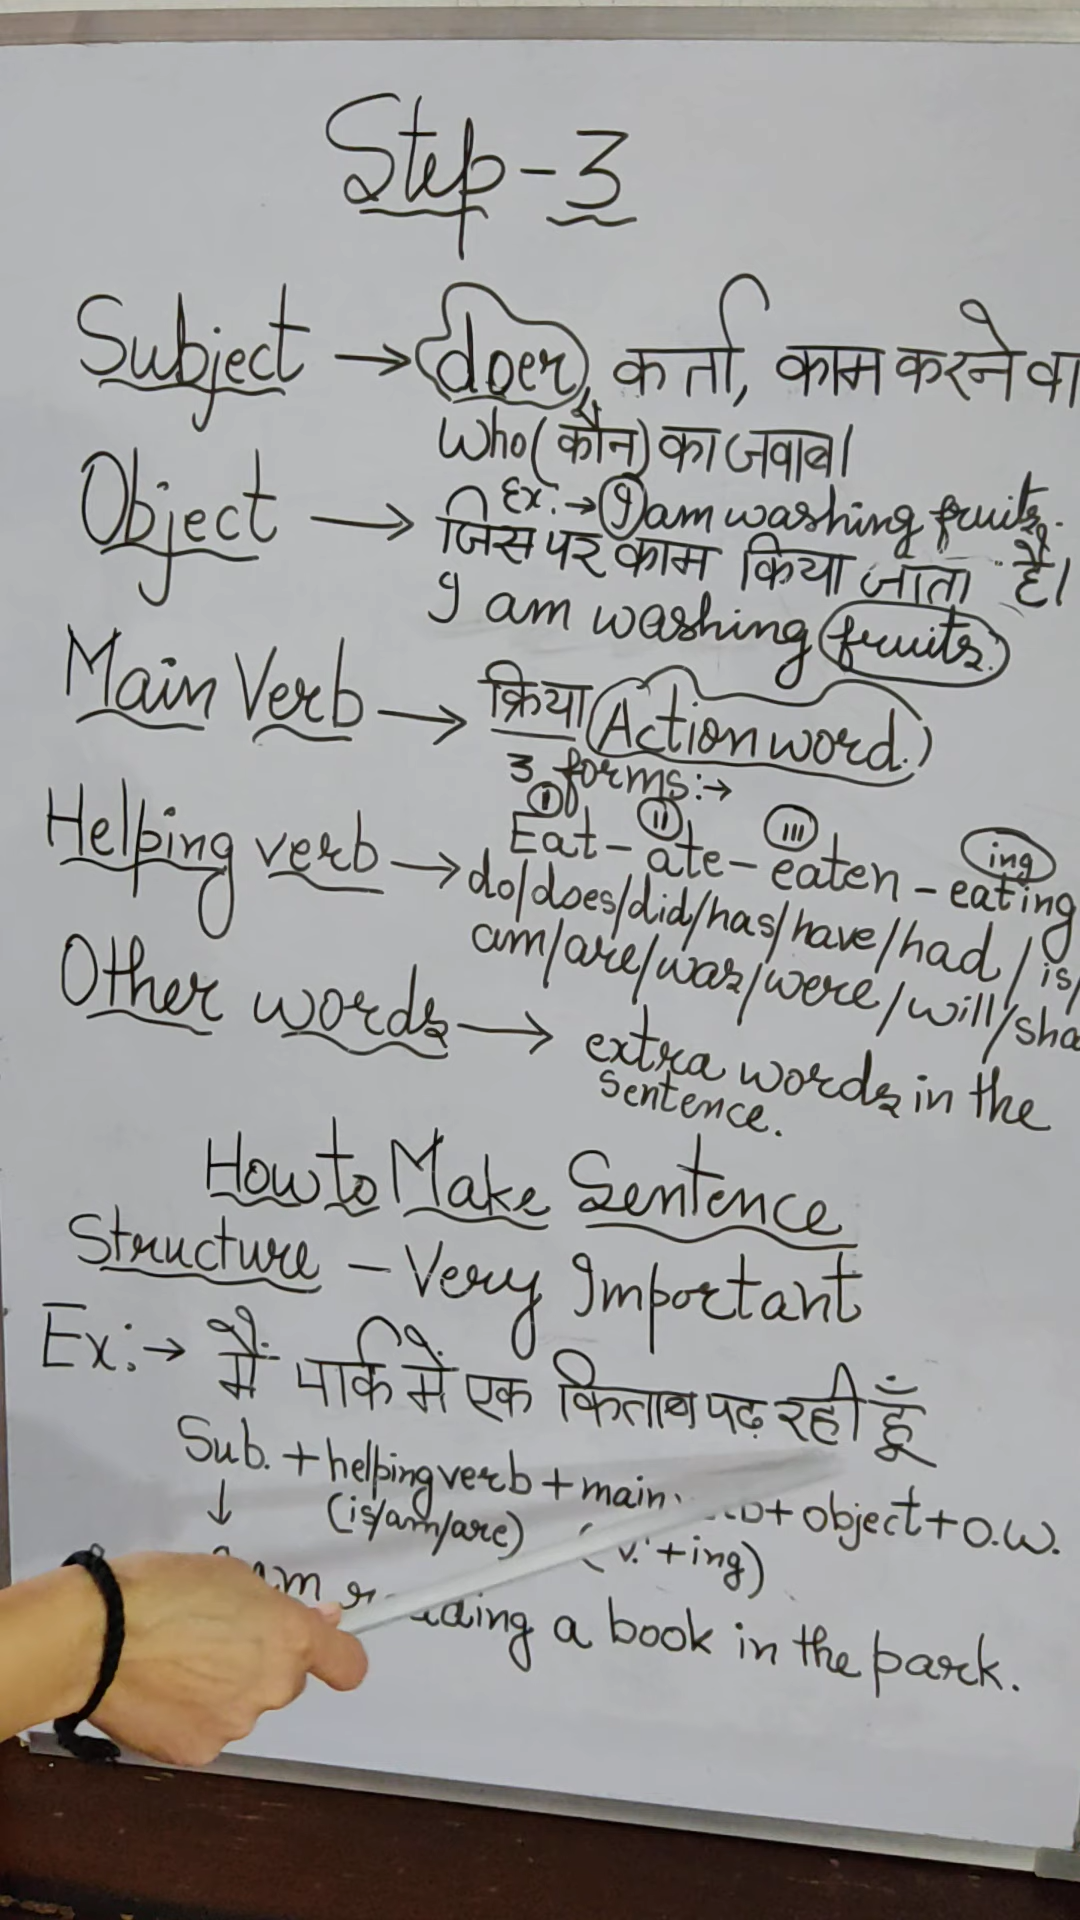 Step-3
Subject → doer, कर्ता, काम करने वा
Who (कौन) का जवाब।
Ex:→ I am washing fruits.
Object → जिस पर काम किया जाता है।
I am washing fruits.
Main Verb → क्रिया Action word.
3 forms:→
I II III ing
Eat - ate - eaten - eating
Helping verb → do/does/did/has/have/had/is/
am/are/was/were/will/sha
Other words → extra words in the
sentence.
How to Make Sentence
Structure - Very Important
Ex:→ मैं पार्क में एक किताब पढ़ रही हूँ
Sub. + helping verb + main + object + O.W.
↓ (is/am/are) (V. + ing)
a book in the park.